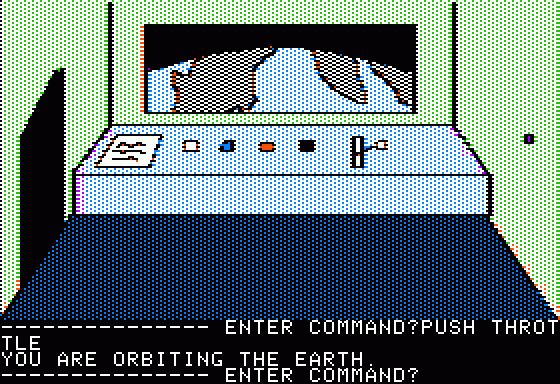 --------------- ENTER COMMAND?PUSH THROT
TLE
YOU ARE ORBITING THE EARTH.
--------------- ENTER COMMAND?